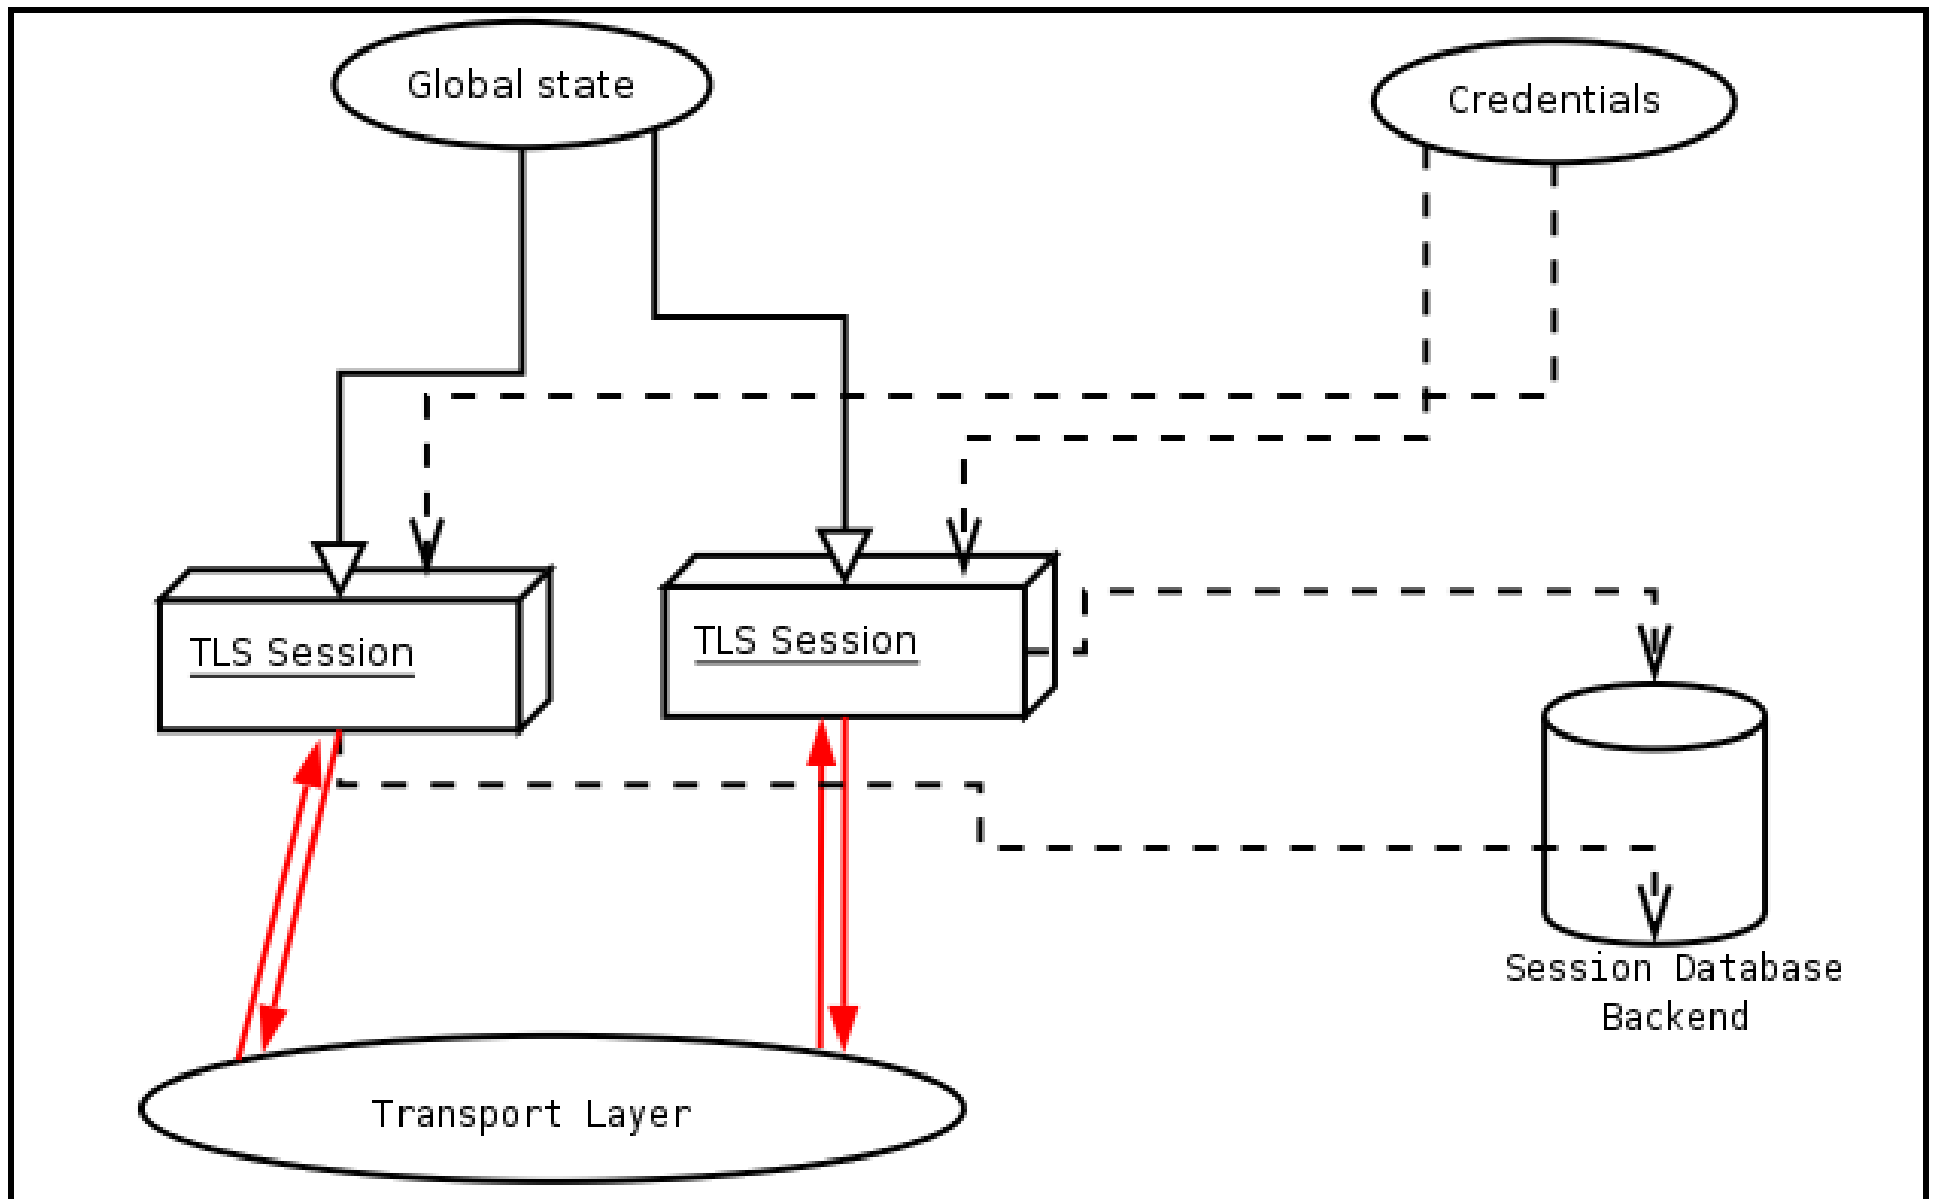 Global state
Credentials
TLS Session
TLS Session
Session Database
Backend
Transport Layer